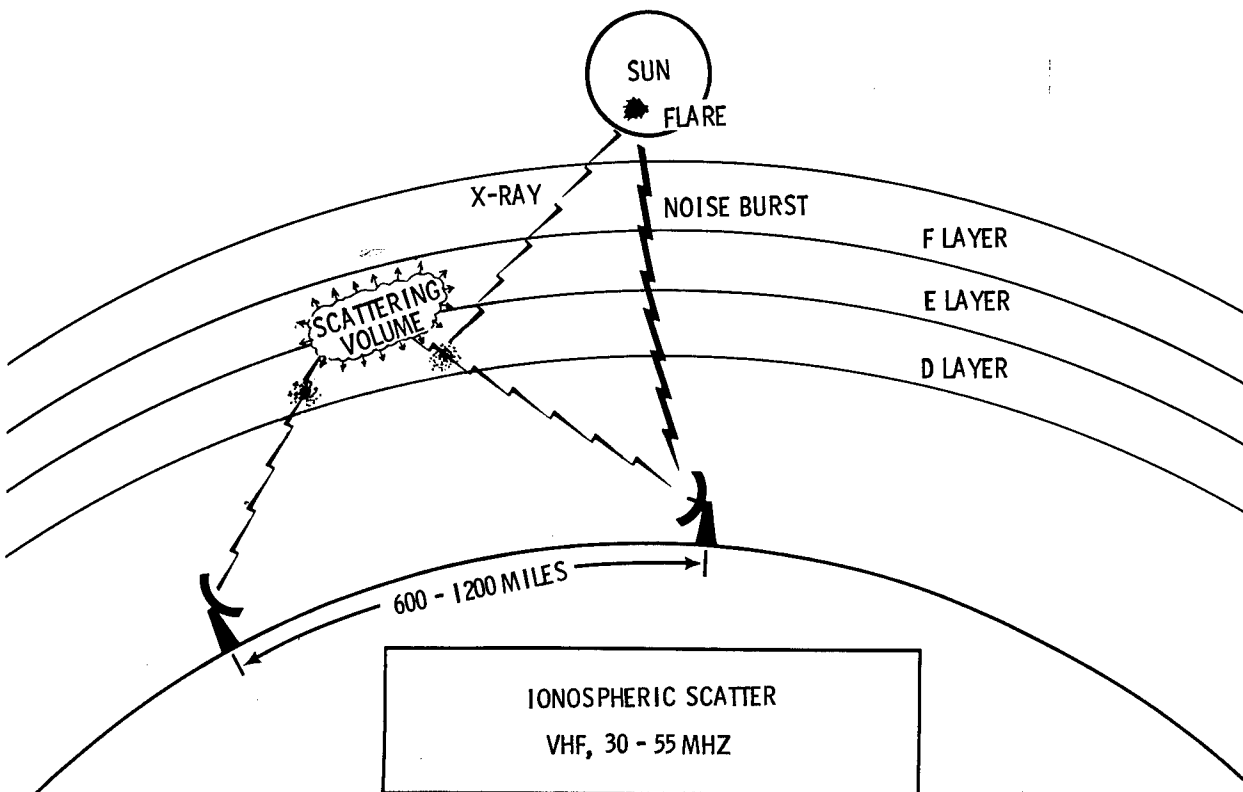 SUN
FLARE
X-RAY
NOISE BURST
F LAYER
E LAYER
SCATTERING
VOLUME
D LAYER
600 - 1200 MILES
IONOSPHERIC SCATTER
VHF, 30 - 55 MHZ